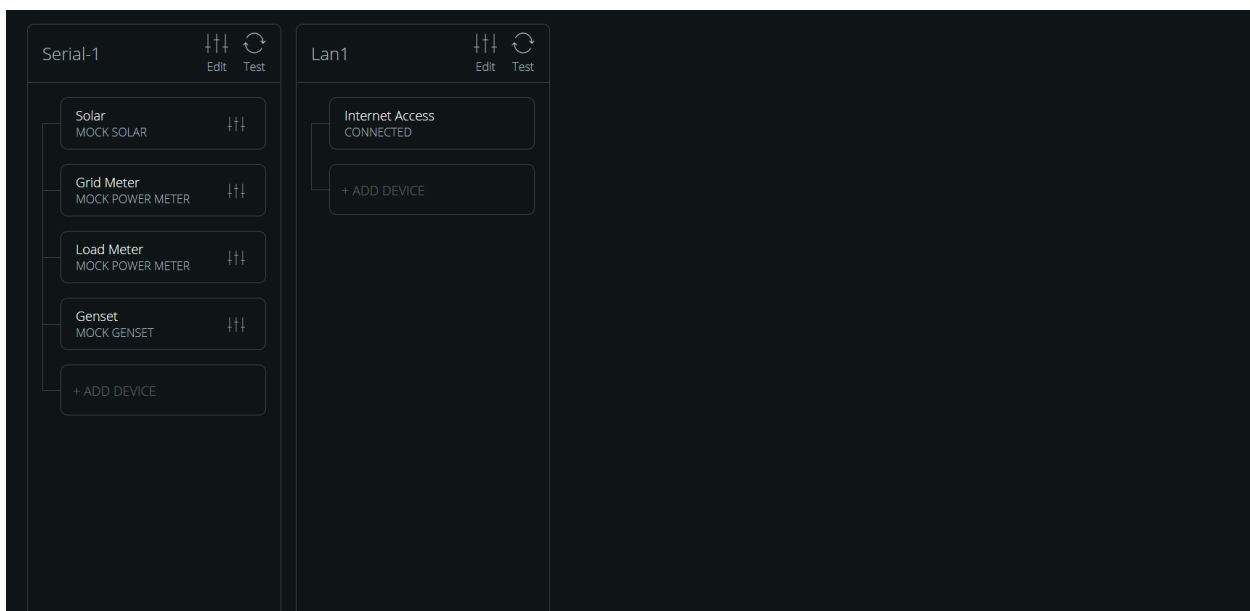 Serial-1
Edit Test
Solar
MOCK SOLAR
Grid Meter
MOCK POWER METER
Load Meter
MOCK POWER METER
Genset
MOCK GENSET
+ ADD DEVICE
Lan1
Edit Test
Internet Access
CONNECTED
+ ADD DEVICE